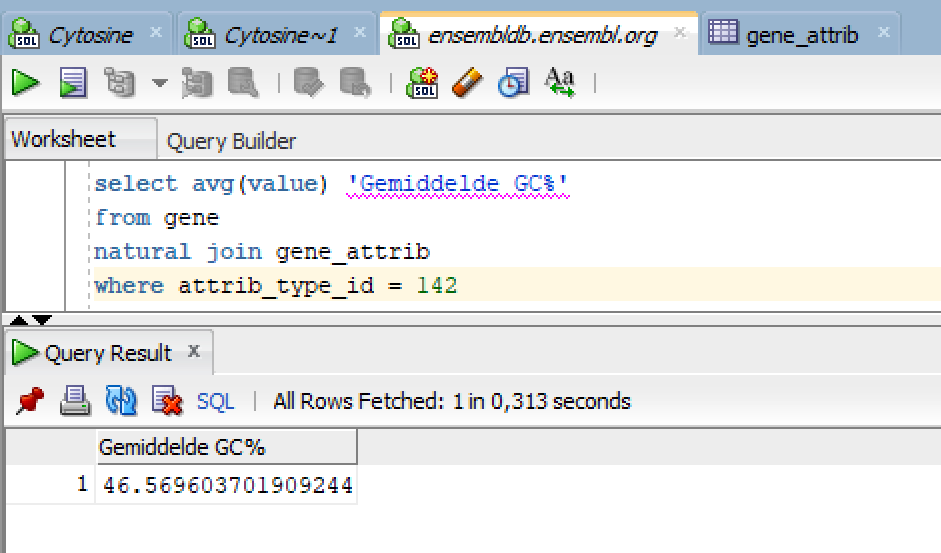 Cytosine Cytosine~1 ensembldb.ensembl.org gene_attrib
Aa
Worksheet Query Builder
select avg(value) 'Gemiddelde GC%'
from gene
natural join gene_attrib
where attrib_type_id = 142
Query Result x
SQL All Rows Fetched: 1 in 0,313 seconds
Gemiddelde GC%
1 46.569603701909244